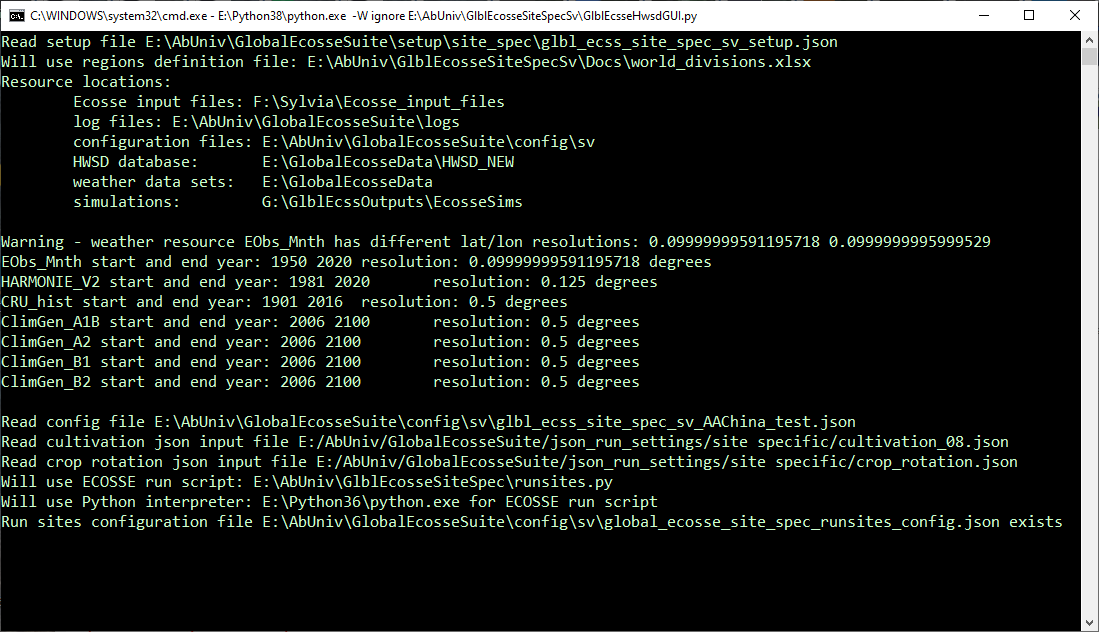 C:\WINDOWS\system32\cmd.exe - E:\Python38\python.exe -W ignore E:\AbUniv\GlblEcosseSiteSpecSv\GlblEcsseHwsdGUI.py
Read setup file E:\AbUniv\GlobalEcosseSuite\setup\site_spec\glbl_ecss_site_spec_sv_setup.json
Will use regions definition file: E:\AbUniv\GlblEcosseSiteSpecSv\Docs\world_divisions.xlsx
Resource locations:
Ecosse input files: F:\Sylvia\Ecosse_input_files
log files: E:\AbUniv\GlobalEcosseSuite\logs
configuration files: E:\AbUniv\GlobalEcosseSuite\config\sv
HWSD database: E:\GlobalEcosseData\HWSD_NEW
weather data sets: E:\GlobalEcosseData
simulations: G:\GlblEcssOutputs\EcosseSims
Warning - weather resource EObs_Mnth has different lat/lon resolutions: 0.09999999591195718 0.0999999995999529
EObs_Mnth start and end year: 1950 2020 resolution: 0.09999999591195718 degrees
HARMONIE_V2 start and end year: 1981 2020 resolution: 0.125 degrees
CRU_hist start and end year: 1901 2016 resolution: 0.5 degrees
ClimGen_A1B start and end year: 2006 2100 resolution: 0.5 degrees
ClimGen_A2 start and end year: 2006 2100 resolution: 0.5 degrees
ClimGen_B1 start and end year: 2006 2100 resolution: 0.5 degrees
ClimGen_B2 start and end year: 2006 2100 resolution: 0.5 degrees
Read config file E:\AbUniv\GlobalEcosseSuite\config\sv\glbl_ecss_site_spec_sv_AAChina_test.json
Read cultivation json input file E:/AbUniv/GlobalEcosseSuite/json_run_settings/site specific/cultivation_08.json
Read crop rotation json input file E:/AbUniv/GlobalEcosseSuite/json_run_settings/site specific/crop_rotation.json
Will use ECOSSE run script: E:\AbUniv\GlblEcosseSiteSpec\runsites.py
Will use Python interpreter: E:\Python36\python.exe for ECOSSE run script
Run sites configuration file E:\AbUniv\GlobalEcosseSuite\config\sv\global_ecosse_site_spec_runsites_config.json exists